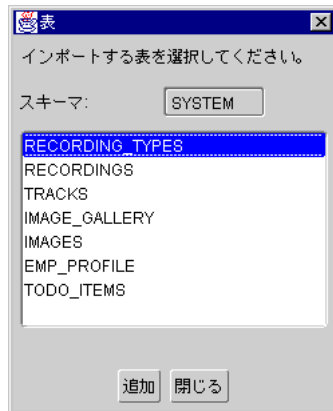 表
インポートする表を選択してください。
スキーマ: SYSTEM
RECORDING_TYPES
RECORDINGS
TRACKS
IMAGE_GALLERY
IMAGES
EMP_PROFILE
TODO_ITEMS
追加 閉じる